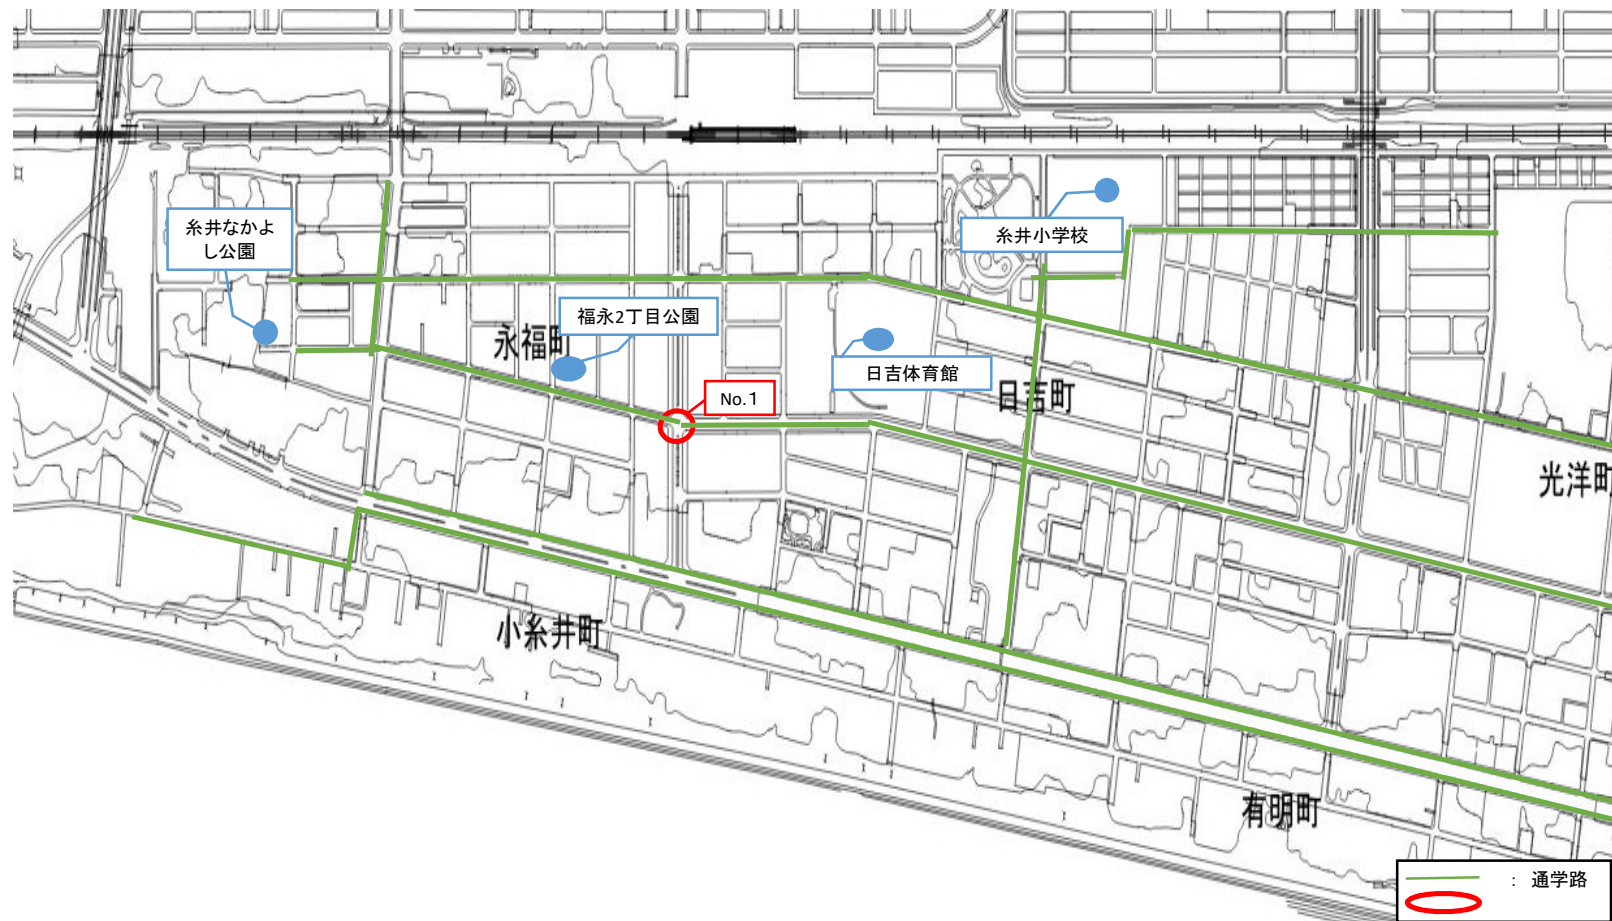 糸井なかよ
し公園
糸井小学校
福永2丁目公園
永福町
日吉体育館
No.1
日吉町
光洋町
小糸井町
有明町
： 通学路